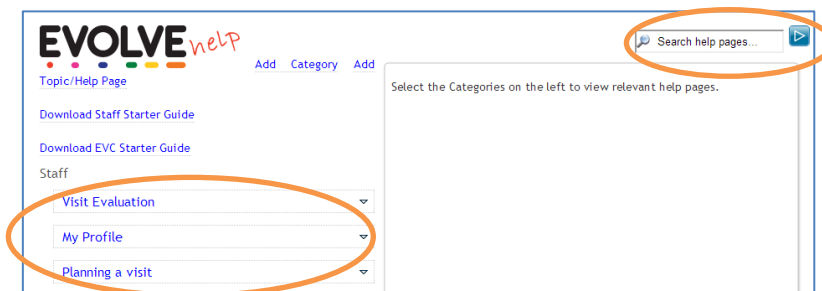 EVOLVE help
Search help pages...
Add Category Add
Topic/Help Page
Select the Categories on the left to view relevant help pages.
Download Staff Starter Guide
Download EVC Starter Guide
Staff
Visit Evaluation
My Profile
Planning a visit